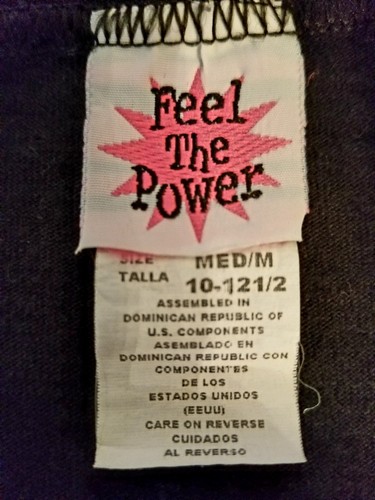 Feel
The
Power
SIZE MED/M
TALLA 10-121/2
ASSEMBLED IN
DOMINICAN REPUBLIC OF
U.S. COMPONENTS
ASEMBLADO EN
DOMINICAN REPUBLIC CON
COMPONENTES
DE LOS
ESTADOS UNIDOS
(EEUU)
CARE ON REVERSE
CUIDADOS
AL REVERSO